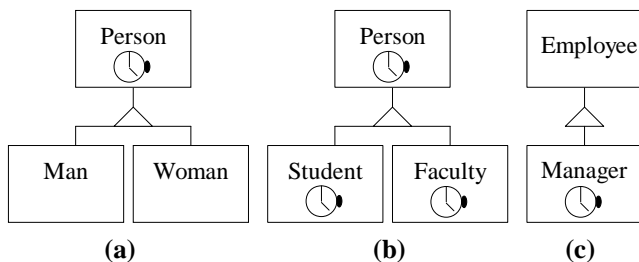 Person
Person
Employee
Man
Woman
Student
Faculty
Manager
(a)
(b)
(c)